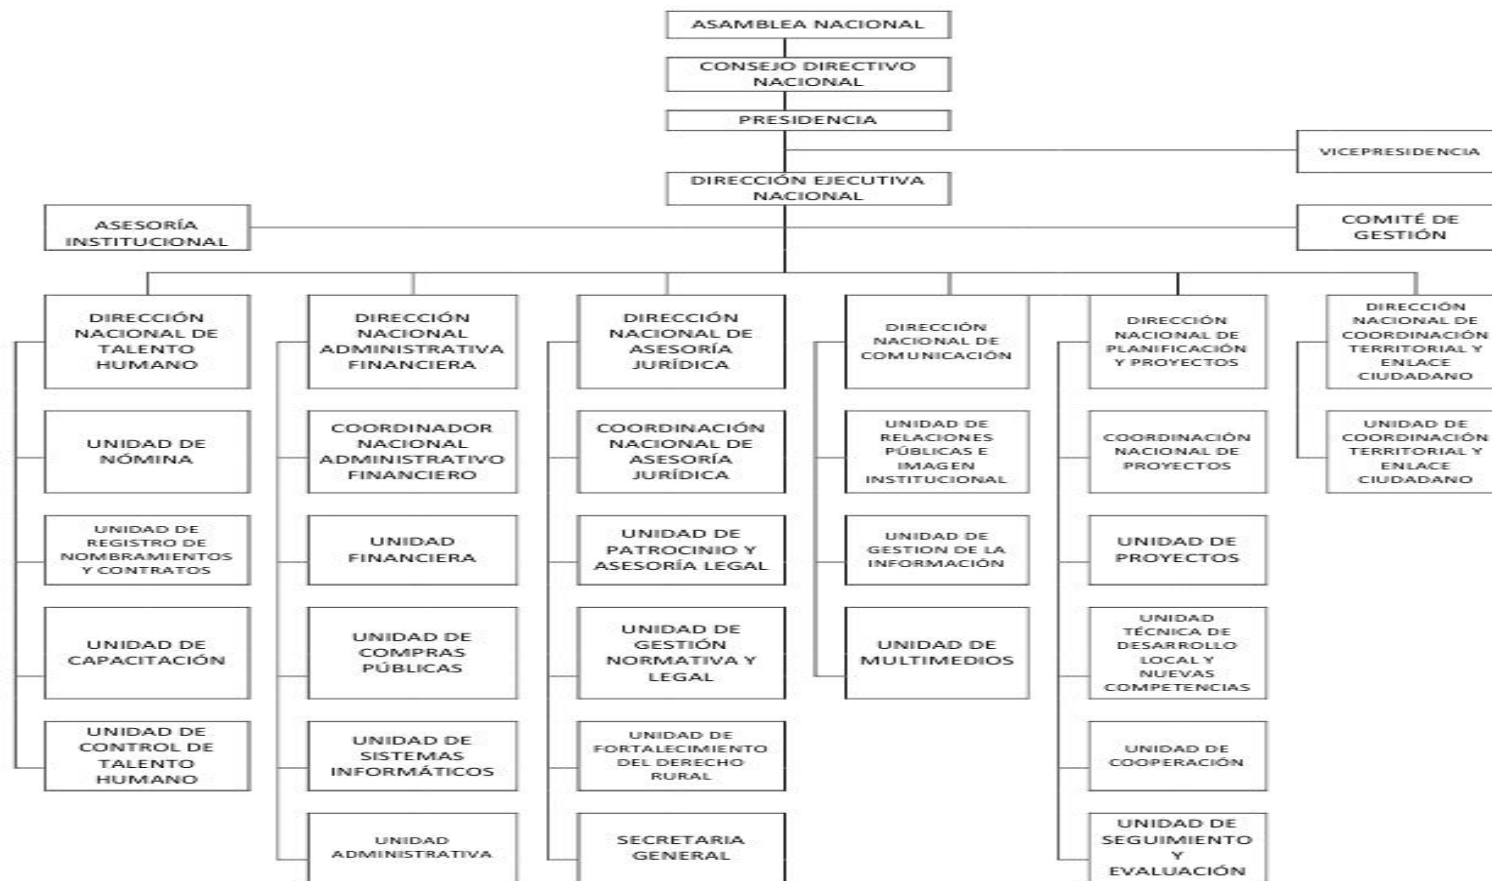 ASAMBLEA NACIONAL
CONSEJO DIRECTIVO
NACIONAL
PRESIDENCIA
VICEPRESIDENCIA
DIRECCIÓN EJECUTIVA
NACIONAL
ASESORÍA
INSTITUCIONAL
COMITÉ DE
GESTIÓN
DIRECCIÓN
NACIONAL DE
TALENTO
HUMANO
UNIDAD DE
NÓMINA
UNIDAD DE
REGISTRO DE
NOMBRAMIENTOS
Y CONTRATOS
UNIDAD DE
CAPACITACIÓN
UNIDAD DE
CONTROL DE
TALENTO
HUMANO
DIRECCIÓN
NACIONAL
ADMINISTRATIVA
FINANCIERA
COORDINADOR
NACIONAL
ADMINISTRATIVO
FINANCIERO
UNIDAD
FINANCIERA
UNIDAD DE
COMPRAS
PÚBLICAS
UNIDAD DE
SISTEMAS
INFORMÁTICOS
UNIDAD
ADMINISTRATIVA
DIRECCIÓN
NACIONAL DE
ASESORÍA
JURÍDICA
COORDINACIÓN
NACIONAL DE
ASESORÍA
JURÍDICA
UNIDAD DE
PATROCINIO Y
ASESORÍA LEGAL
UNIDAD DE
GESTIÓN
NORMATIVA Y
LEGAL
UNIDAD DE
FORTALECIMIENTO
DEL DERECHO
RURAL
SECRETARIA
GENERAL
DIRECCIÓN
NACIONAL DE
COMUNICACIÓN
UNIDAD DE
RELACIONES
PÚBLICAS E
IMAGEN
INSTITUCIONAL
UNIDAD DE
GESTION DE LA
INFORMACIÓN
UNIDAD DE
MULTIMEDIOS
DIRECCIÓN
NACIONAL DE
PLANIFICACIÓN
Y PROYECTOS
COORDINACIÓN
NACIONAL DE
PROYECTOS
UNIDAD DE
PROYECTOS
UNIDAD
TÉCNICA DE
DESARROLLO
LOCAL Y
NUEVAS
COMPETENCIAS
UNIDAD DE
COOPERACIÓN
UNIDAD DE
SEGUIMIENTO
Y
EVALUACIÓN
DIRECCIÓN
NACIONAL DE
COORDINACIÓN
TERRITORIAL Y
ENLACE
CIUDADANO
UNIDAD DE
COORDINACIÓN
TERRITORIAL Y
ENLACE
CIUDADANO